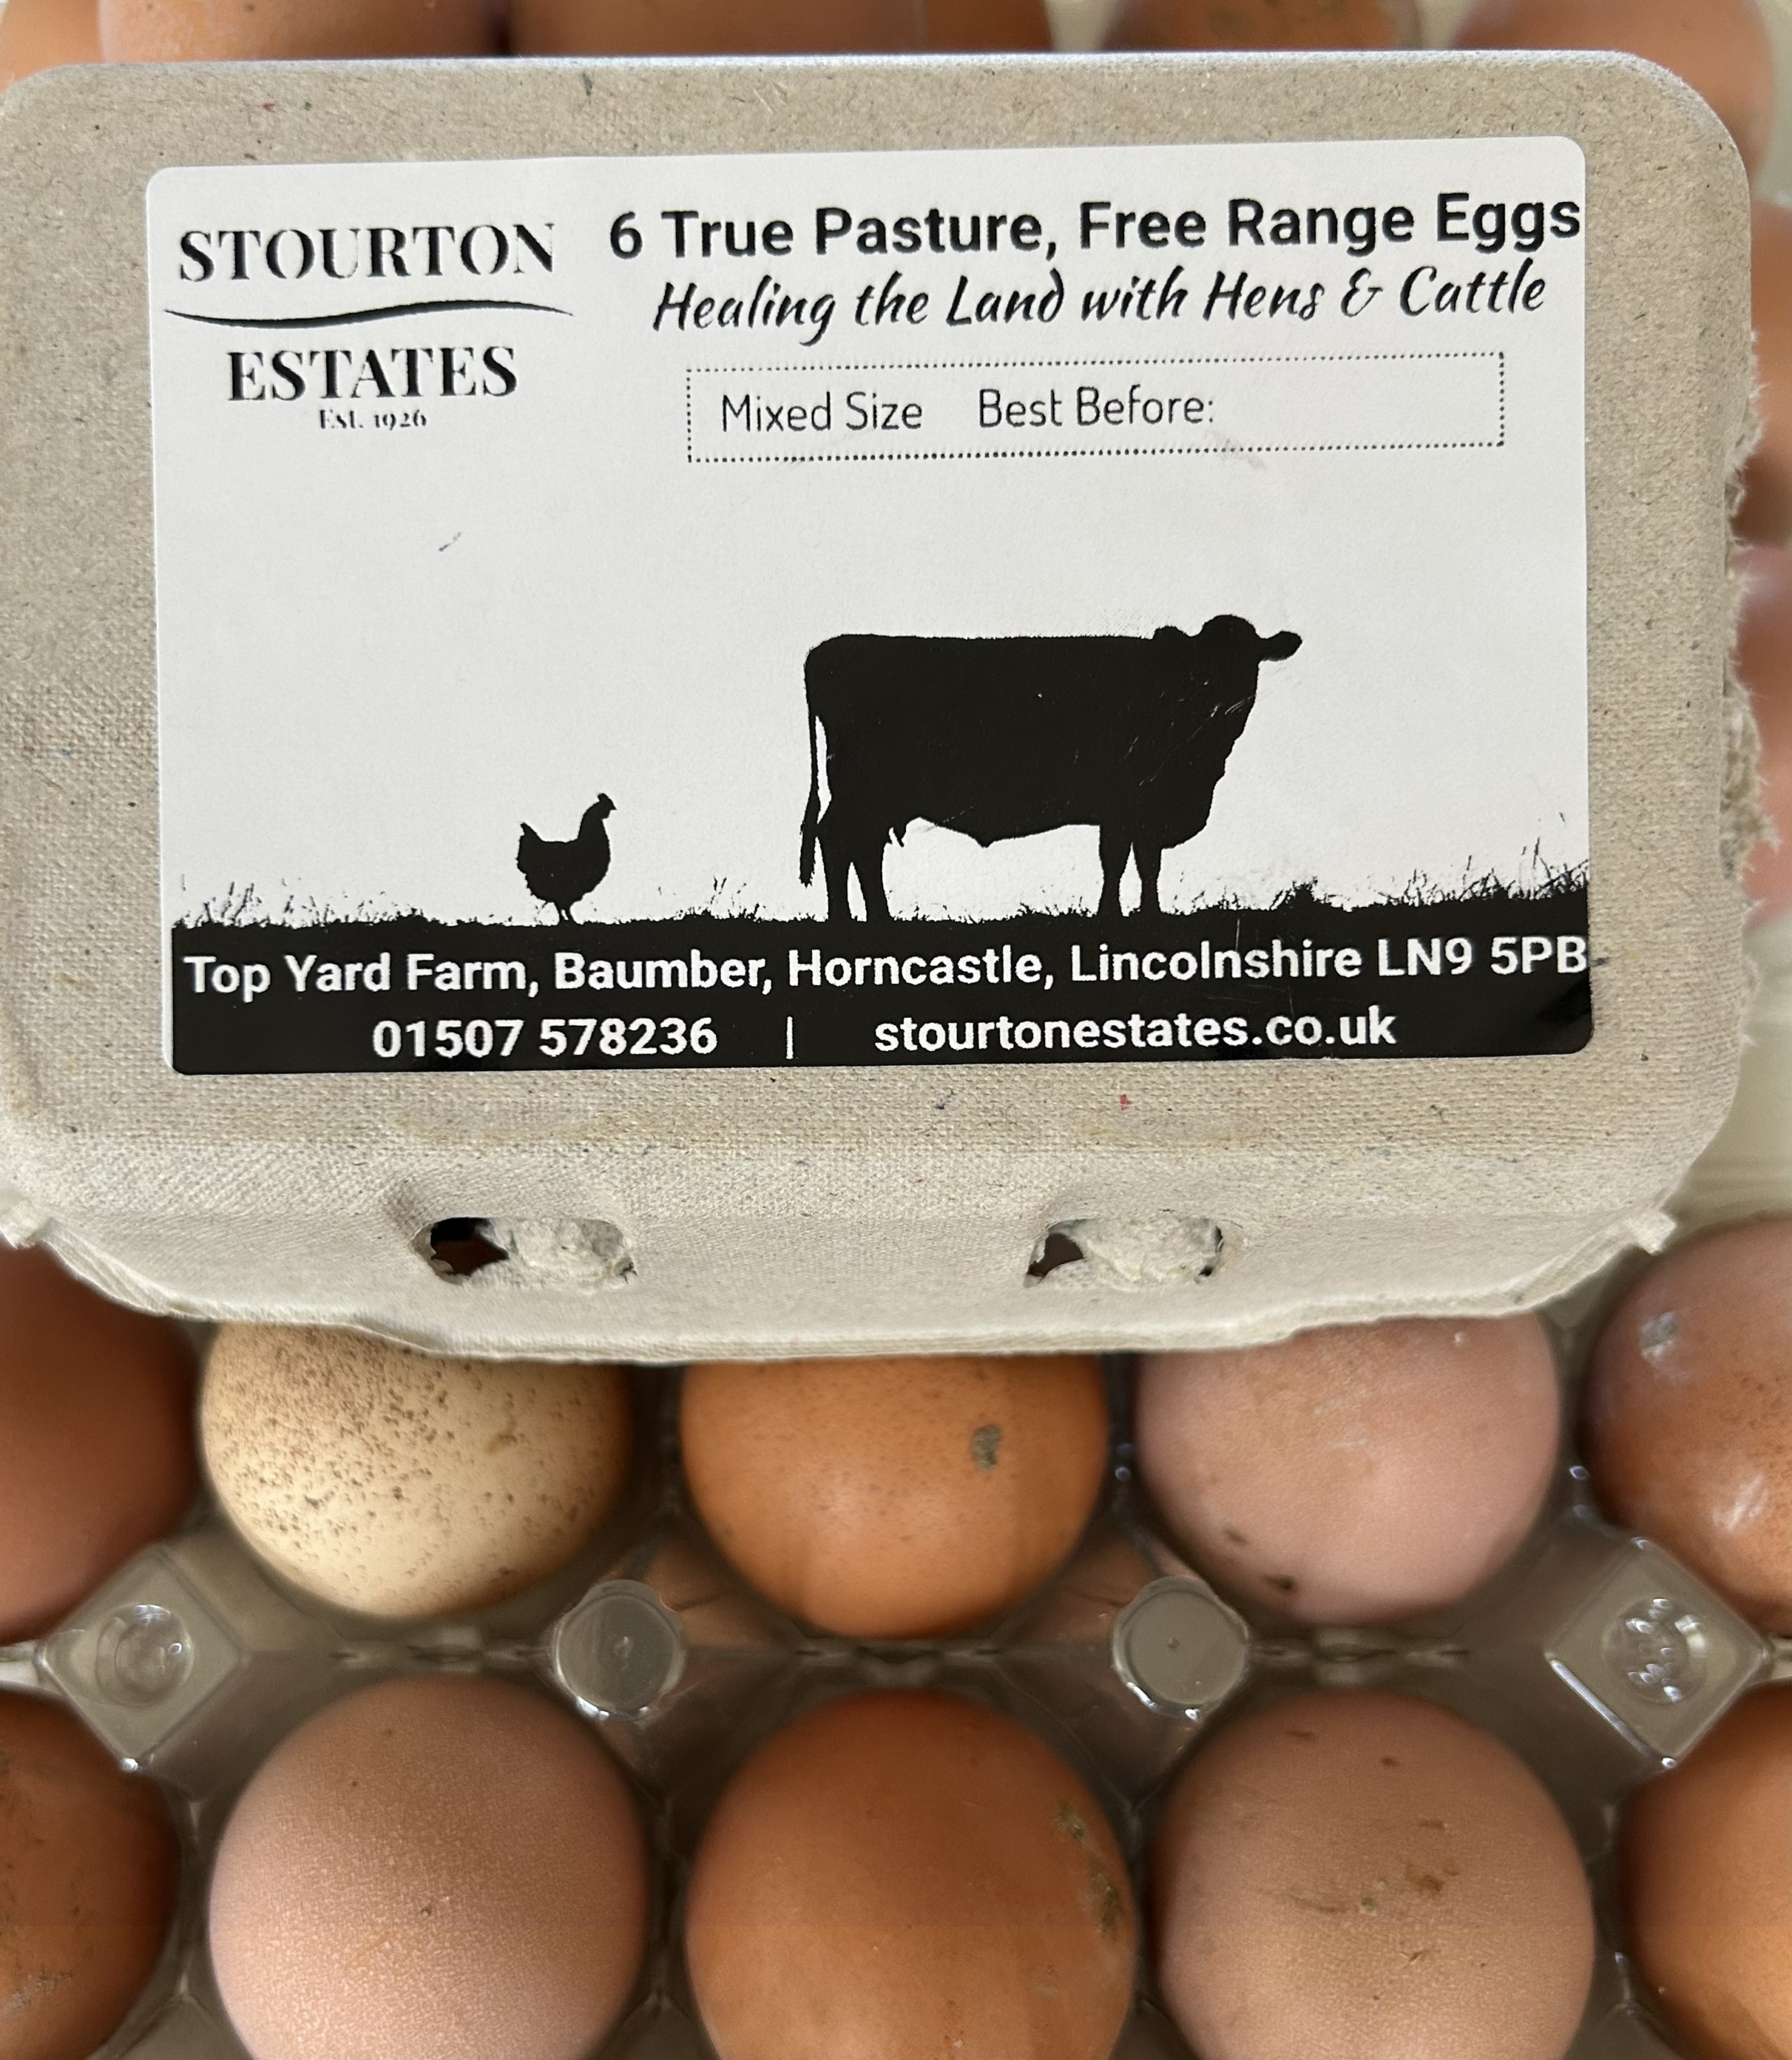 STOURTON
ESTATES
Est. 1926
6 True Pasture, Free Range Eggs
Healing the Land with Hens & Cattle
Mixed Size Best Before:
Top Yard Farm, Baumber, Horncastle, Lincolnshire LN9 5PB
01507 578236 | stourtonestates.co.uk